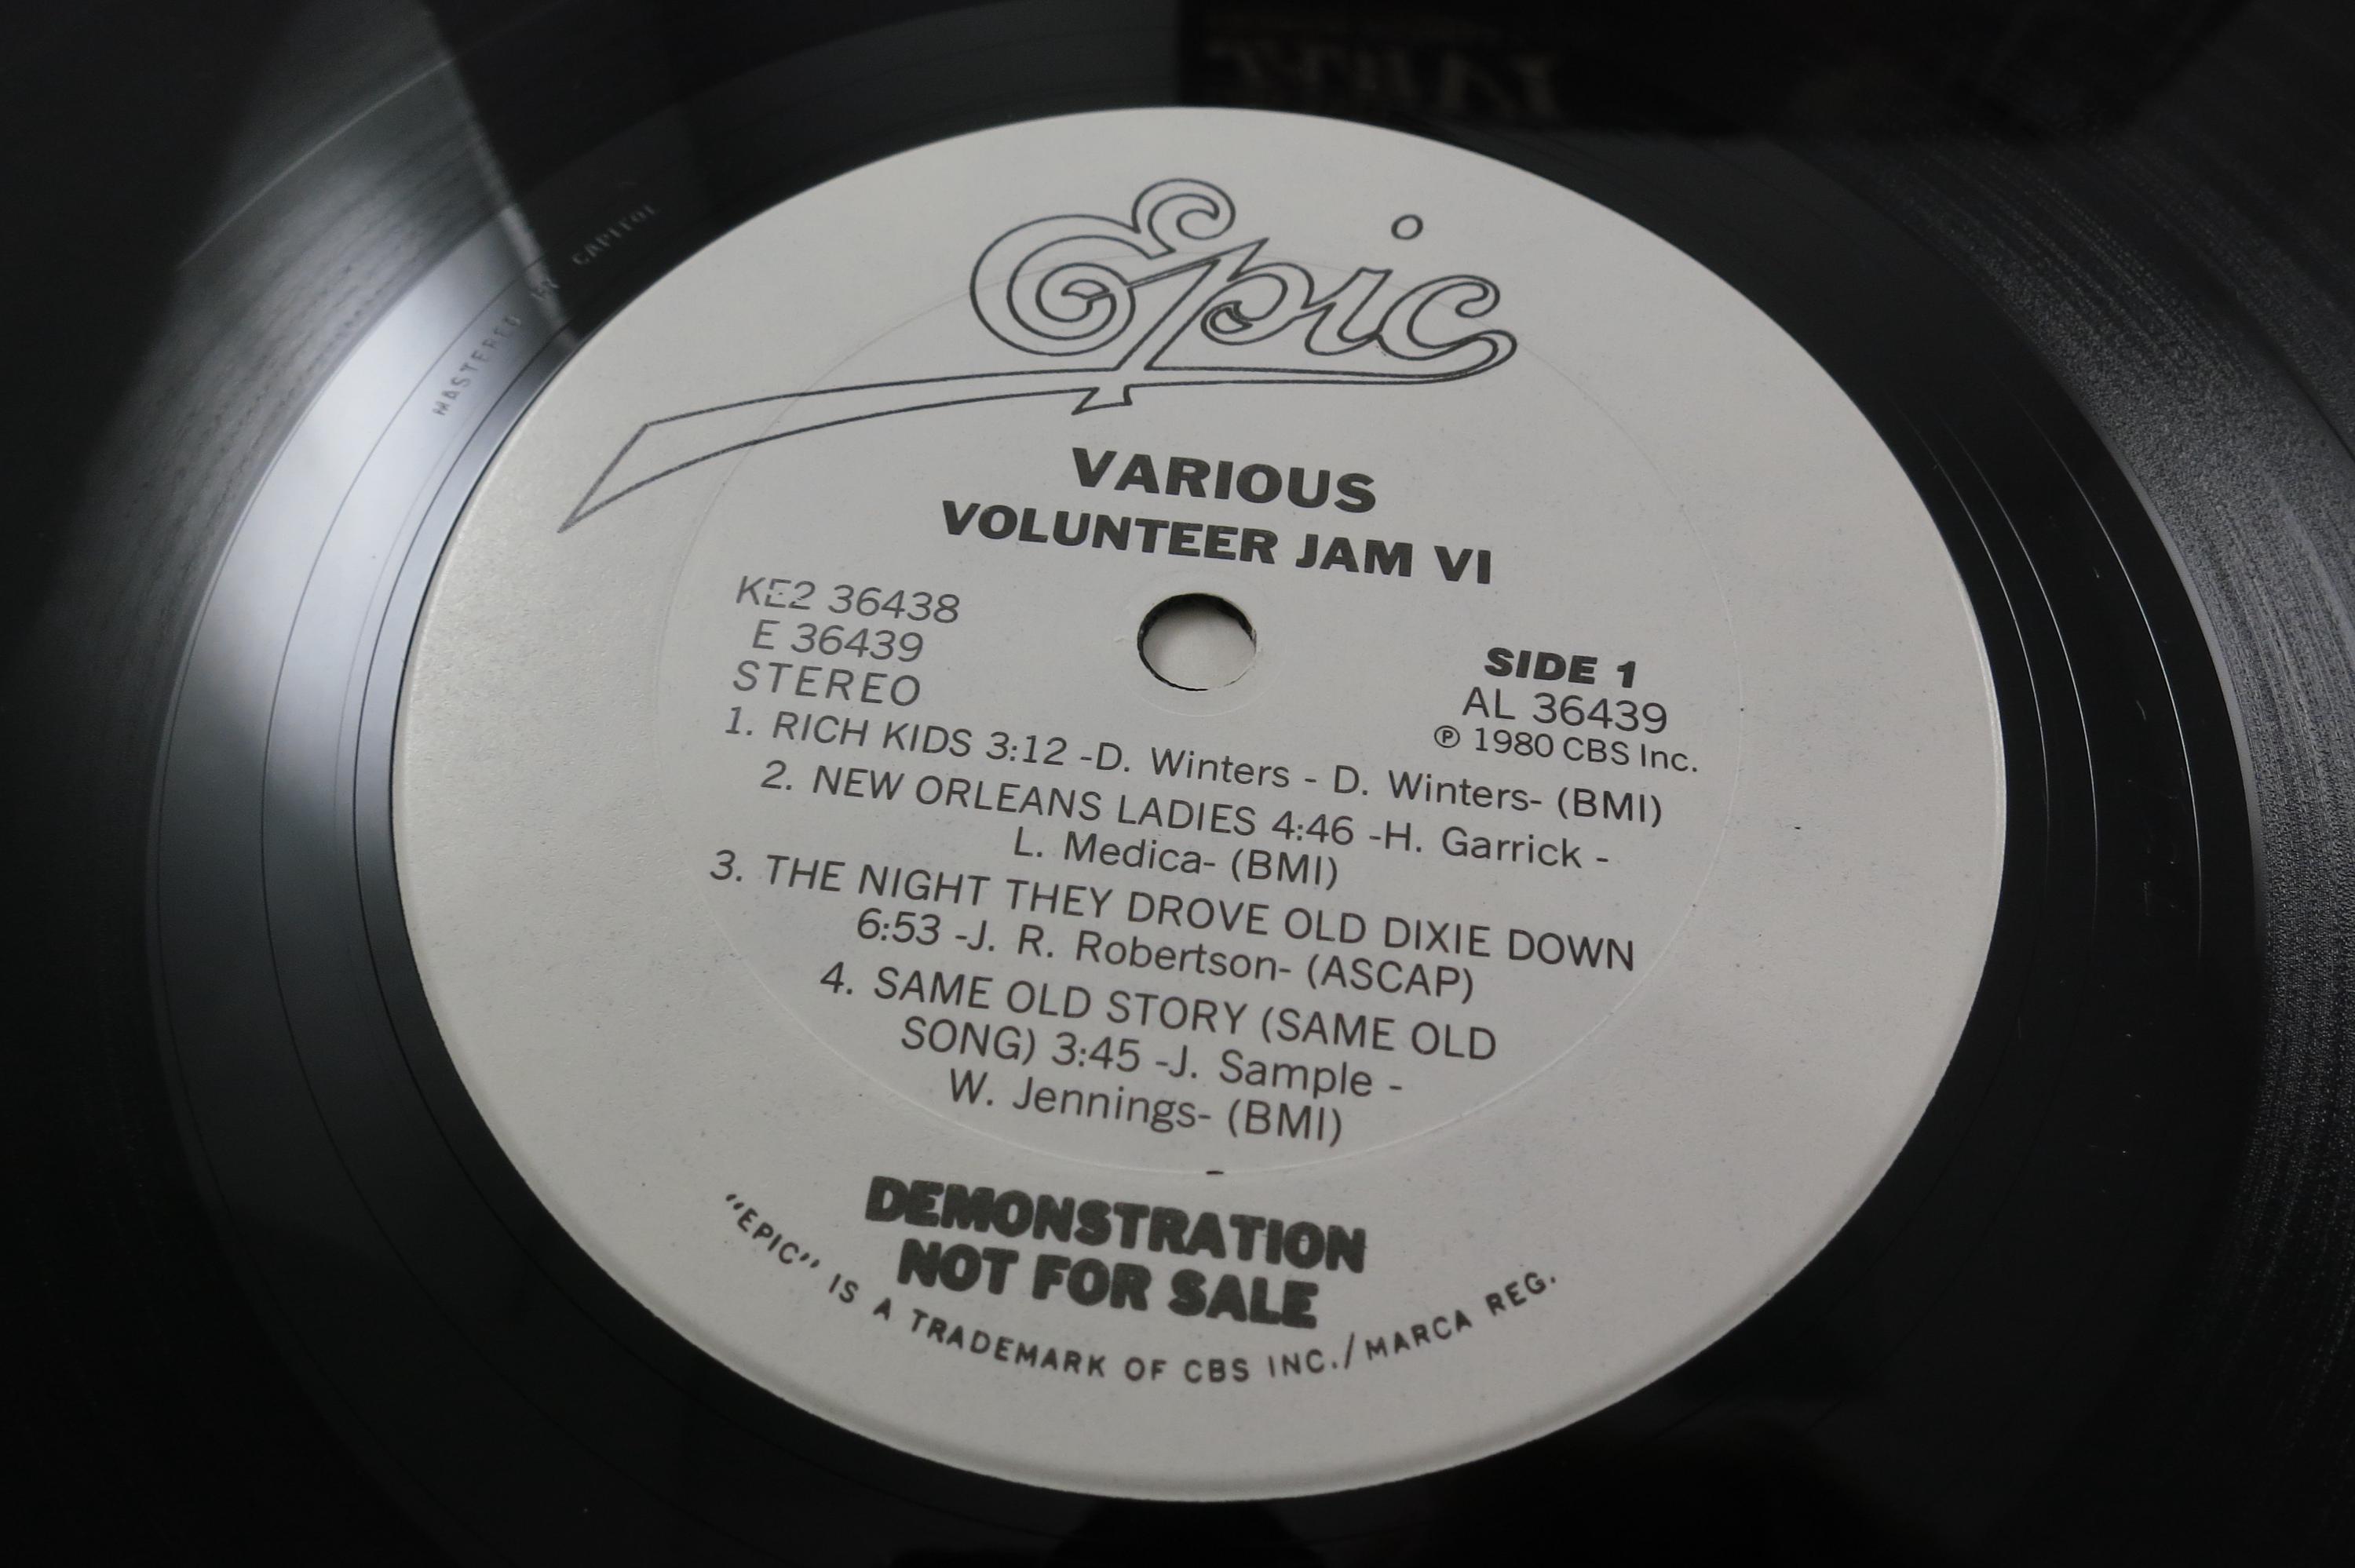 Epic
VARIOUS
VOLUNTEER JAM VI
KE2 36438
E 36439
STEREO
SIDE 1
AL 36439
℗ 1980 CBS Inc.
1. RICH KIDS 3:12 -D. Winters - D. Winters- (BMI)
2. NEW ORLEANS LADIES 4:46 -H. Garrick -
L. Medica- (BMI)
3. THE NIGHT THEY DROVE OLD DIXIE DOWN
6:53 -J. R. Robertson- (ASCAP)
4. SAME OLD STORY (SAME OLD
SONG) 3:45 -J. Sample -
W. Jennings- (BMI)
DEMONSTRATION
NOT FOR SALE
"EPIC" IS A TRADEMARK OF CBS INC./MARCA REG.
MASTERED BY CAPITOL